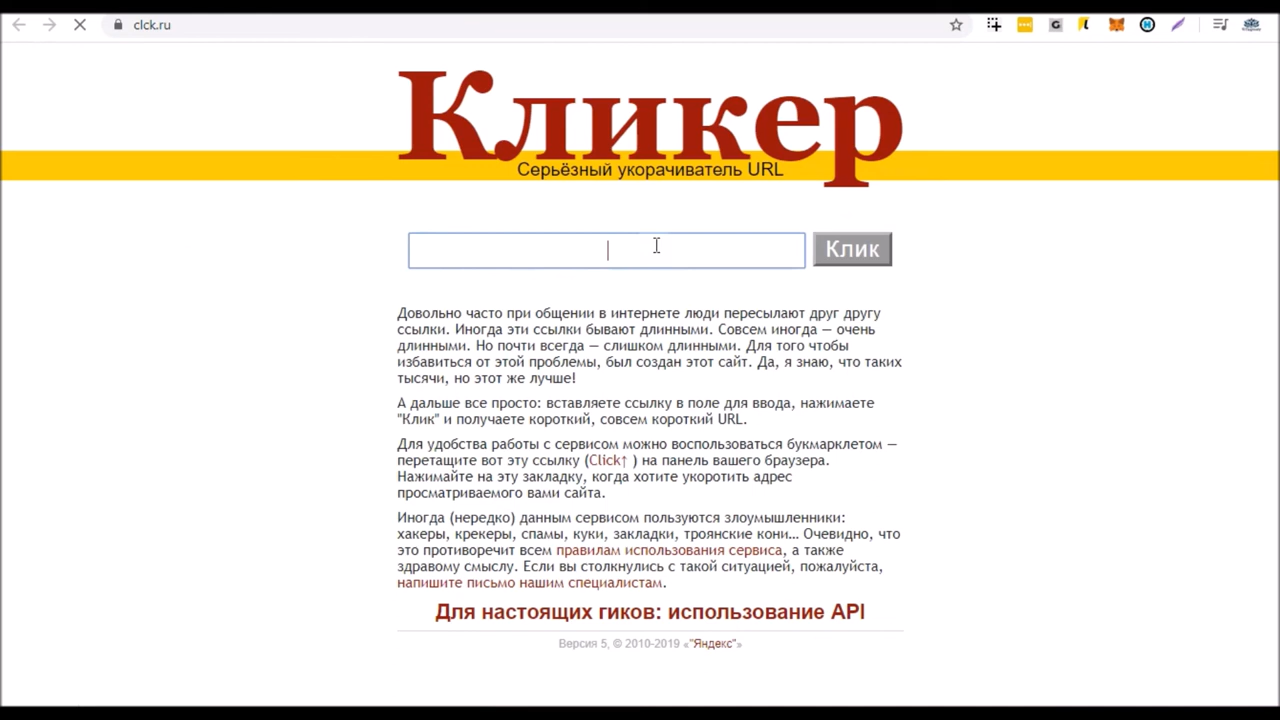 clck.ru
Кликер
Серьёзный укорачиватель URL
Клик
Довольно часто при общении в интернете люди пересылают друг другу
ссылки. Иногда эти ссылки бывают длинными. Совсем иногда — очень
длинными. Но почти всегда — слишком длинными. Для того чтобы
избавиться от этой проблемы, был создан этот сайт. Да, я знаю, что таких
тысячи, но этот же лучше!
А дальше все просто: вставляете ссылку в поле для ввода, нажимаете
"Клик" и получаете короткий, совсем короткий URL.
Для удобства работы с сервисом можно воспользоваться букмарклетом —
перетащите вот эту ссылку (Click↑ ) на панель вашего браузера.
Нажимайте на эту закладку, когда хотите укоротить адрес
просматриваемого вами сайта.
Иногда (нередко) данным сервисом пользуются злоумышленники:
хакеры, крекеры, спамы, куки, закладки, троянские кони... Очевидно, что
это противоречит всем правилам использования сервиса, а также
здравому смыслу. Если вы столкнулись с такой ситуацией, пожалуйста,
напишите письмо нашим специалистам.
Для настоящих гиков: использование API
Версия 5, © 2010-2019 «"Яндекс"»